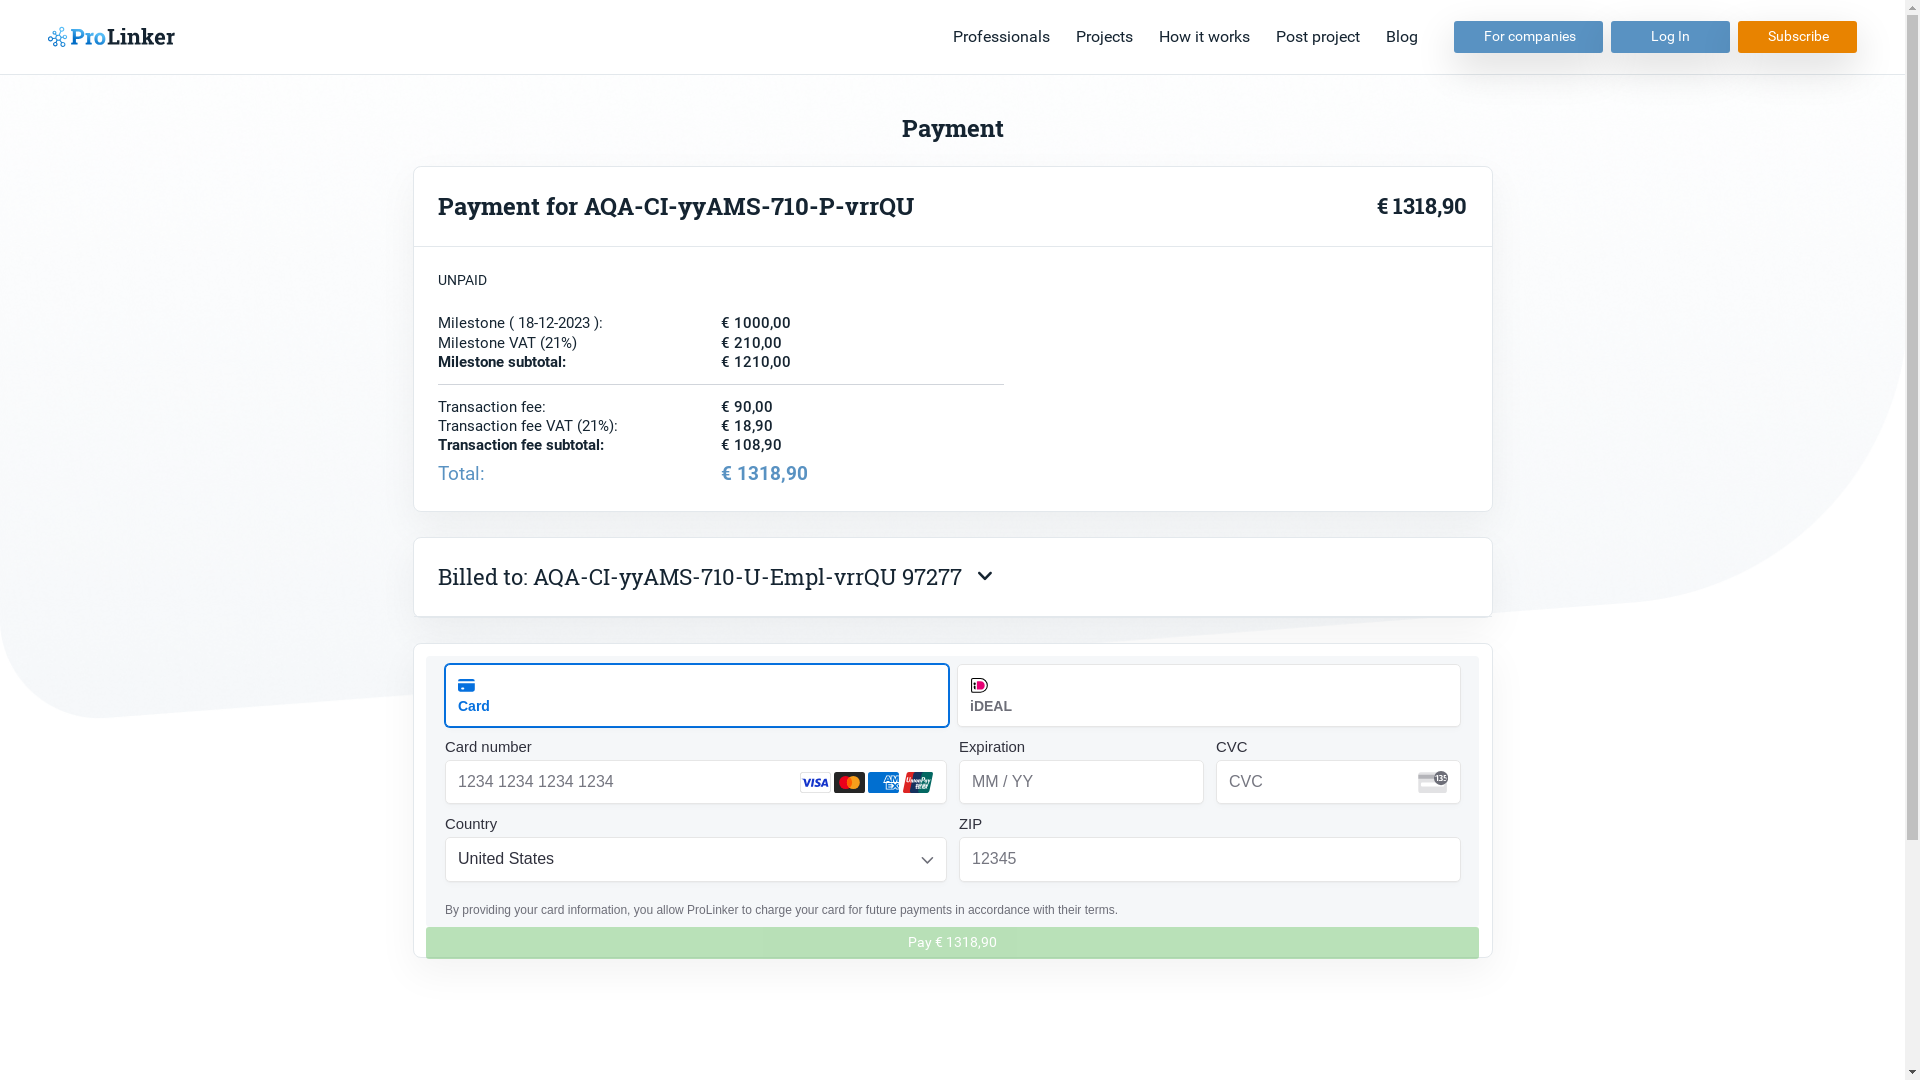 ProLinker
Professionals Projects How it works Post project Blog For companies Log In Subscribe
Payment
Payment for AQA-CI-yyAMS-710-P-vrrQU € 1318,90
UNPAID
Milestone ( 18-12-2023 ): € 1000,00
Milestone VAT (21%) € 210,00
Milestone subtotal: € 1210,00
Transaction fee: € 90,00
Transaction fee VAT (21%): € 18,90
Transaction fee subtotal: € 108,90
Total: € 1318,90
Billed to: AQA-CI-yyAMS-710-U-Empl-vrrQU 97277
Card iDEAL
Card number Expiration CVC
1234 1234 1234 1234 VISA AM EX UnionPay MM / YY CVC 135
Country ZIP
United States 12345
By providing your card information, you allow ProLinker to charge your card for future payments in accordance with their terms.
Pay € 1318,90